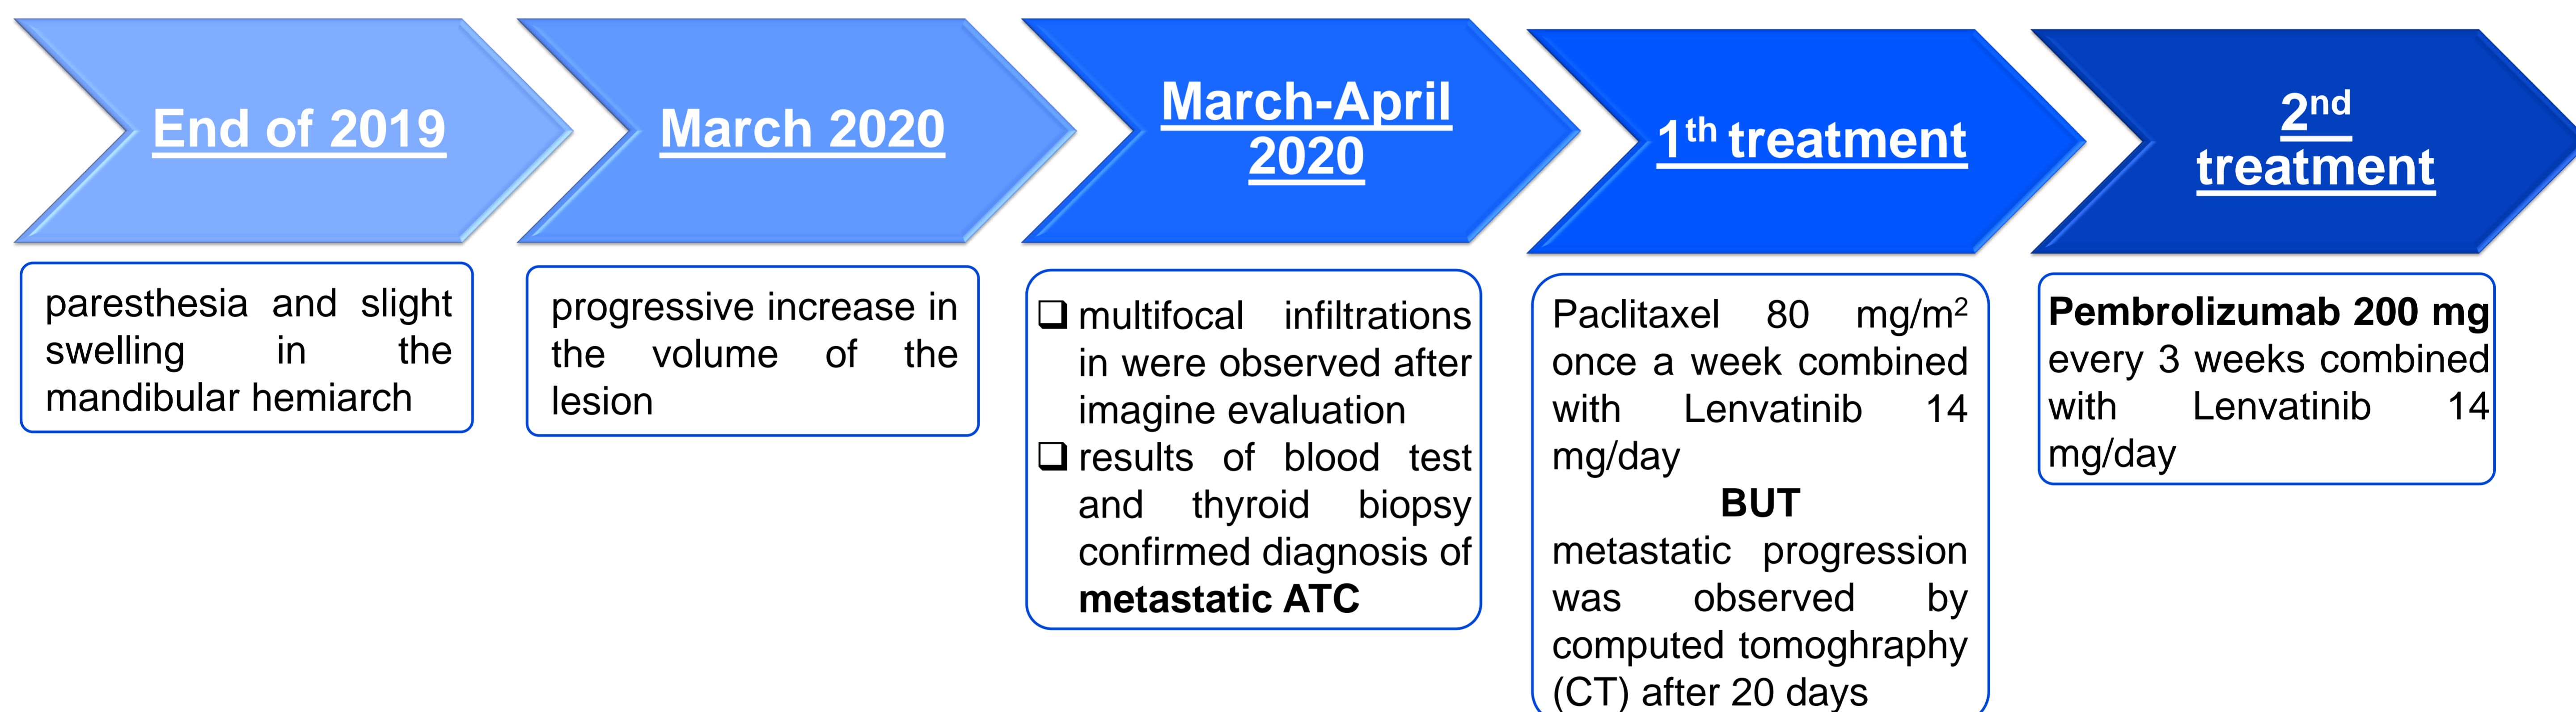 End of 2019
paresthesia and slight
swelling in the
mandibular hemiarch
March 2020
progressive increase in
the volume of the
lesion
March-April
2020
❑ multifocal infiltrations
in were observed after
imagine evaluation
❑ results of blood test
and thyroid biopsy
confirmed diagnosis of
metastatic ATC
1th treatment
Paclitaxel 80 mg/m²
once a week combined
with Lenvatinib 14
mg/day
BUT
metastatic progression
was observed by
computed tomoghraphy
(CT) after 20 days
2nd
treatment
Pembrolizumab 200 mg
every 3 weeks combined
with Lenvatinib 14
mg/day